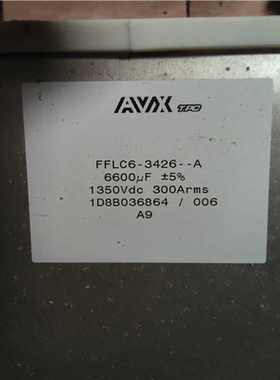 AVX TPC
FFLC6-3426--A
6600µF ±5%
1350Vdc 300Arms
1D8B036864 / 006
A9